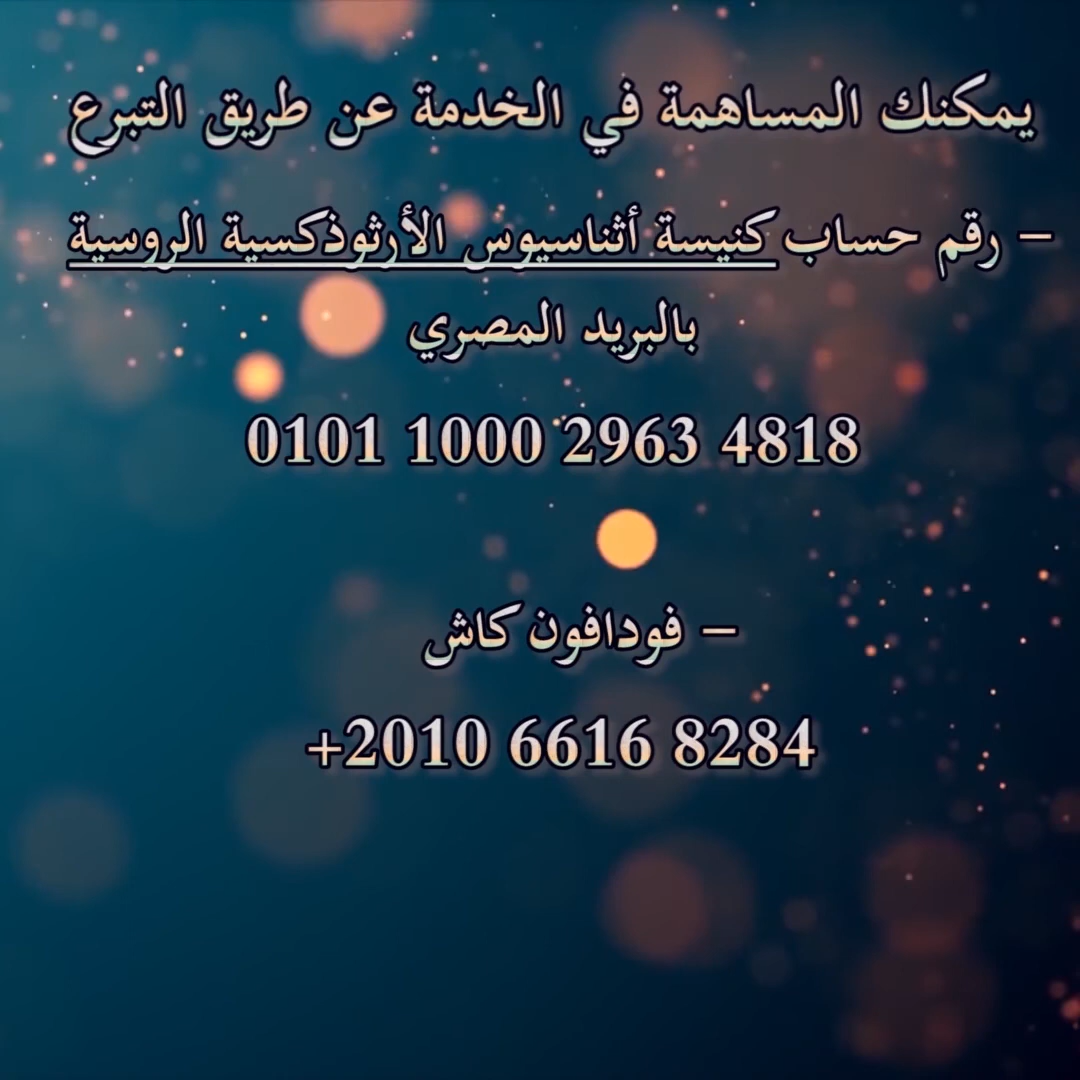 يمكنك المساهمة في الخدمة عن طريق التبرع
– رقم حساب كنيسة أثناسيوس الأرثوذكسية الروسية
بالبريد المصري
0101 1000 2963 4818
– فودافون كاش
+2010 6616 8284